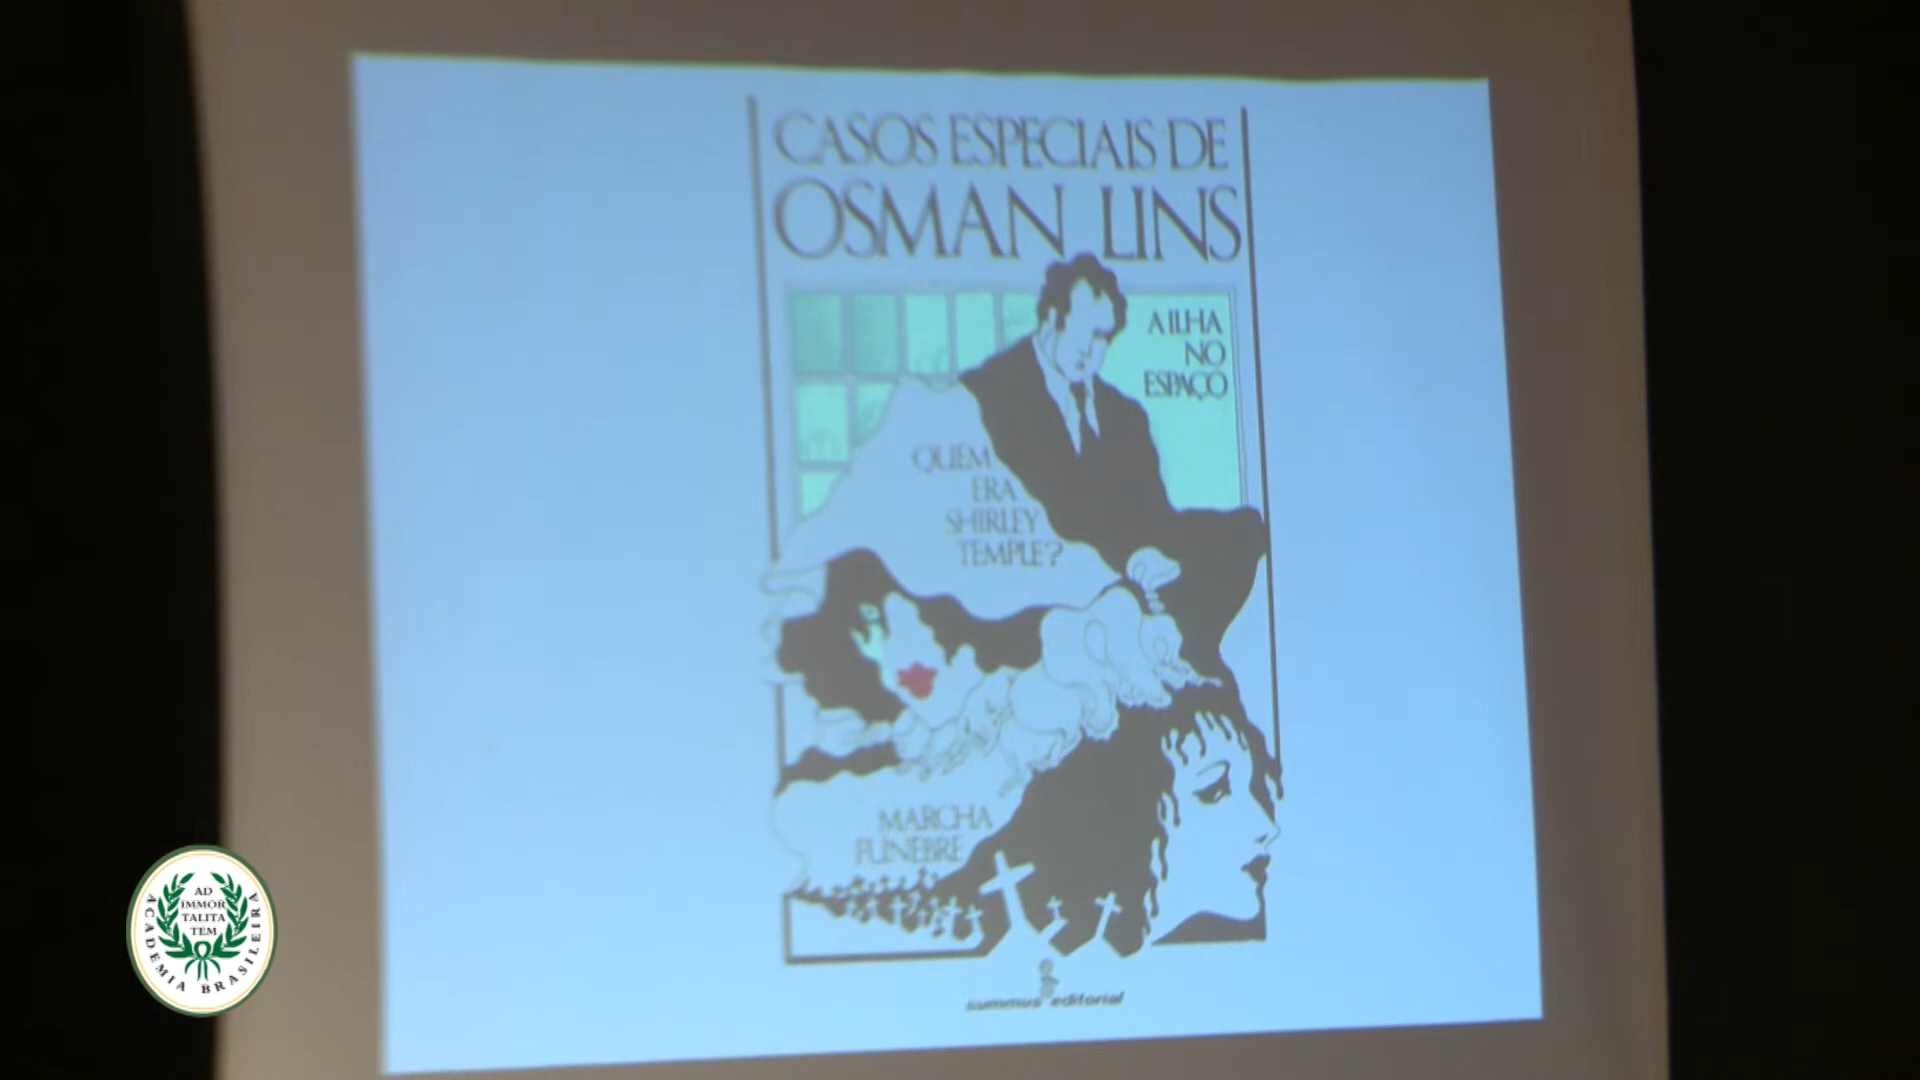 CASOS ESPECIAIS DE
OSMAN LINS
A ILHA
NO
ESPAÇO
QUEM
ERA
SHIRLEY
TEMPLE?
MARCHA
FÚNEBRE
summus editorial
AD
IMMOR
TALITA
TEM
ACADEMIA BRASILEIRA